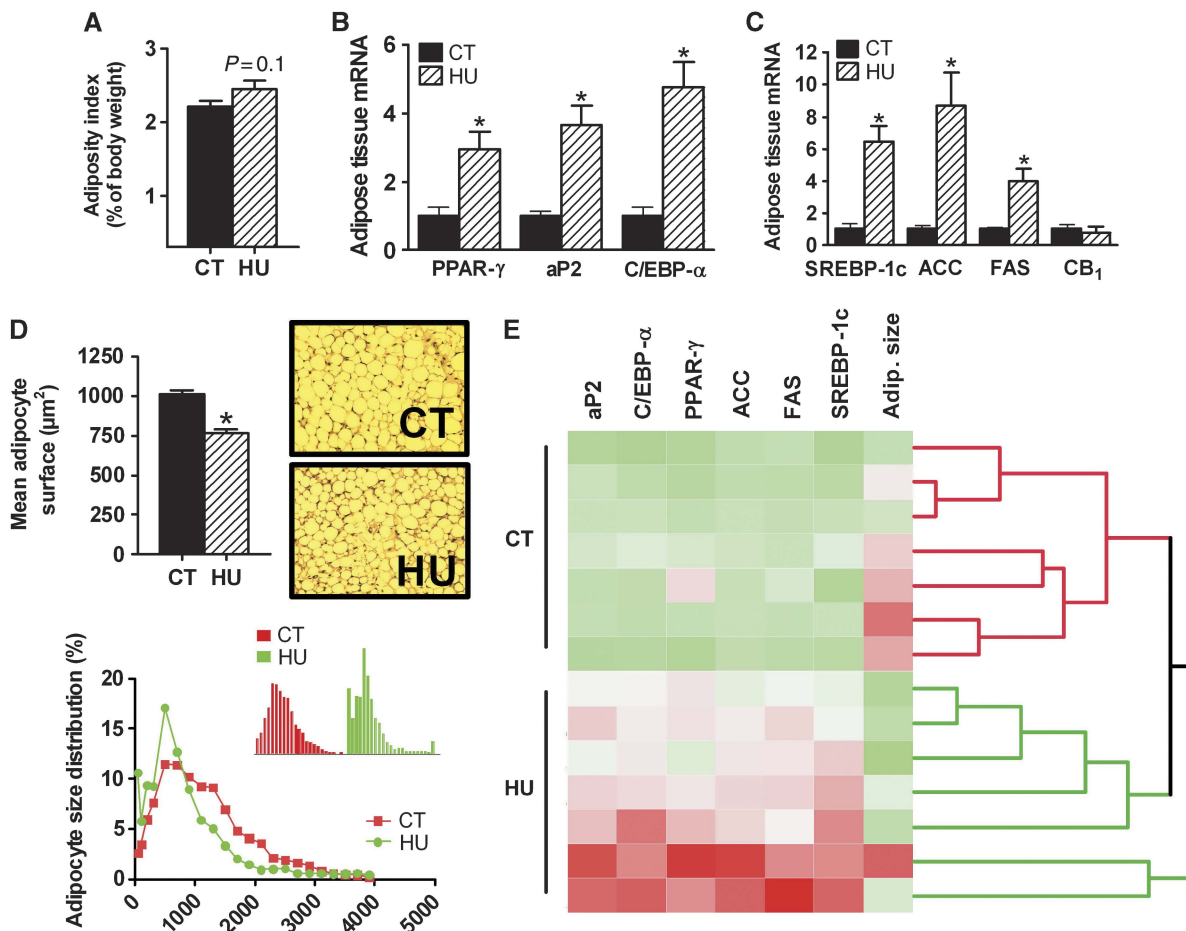 A
Adiposity index
(% of body weight)
3
2
1
P = 0.1
CT HU
B
Adipose tissue mRNA
6
4
2
0
CT
HU
*
*
*
PPAR-γ aP2 C/EBP-α
C
Adipose tissue mRNA
12
10
8
6
4
2
0
CT
HU
*
*
*
SREBP-1c ACC FAS CB1
D
Mean adipocyte
surface (µm²)
1250
1000
750
500
250
0
*
CT HU
CT
HU
Adipocyte size distribution (%)
20
15
10
5
0
CT
HU
CT
HU
0 1000 2000 3000 4000 5000
E
aP2
C/EBP-α
PPAR-γ
ACC
FAS
SREBP-1c
Adip. size
CT
HU